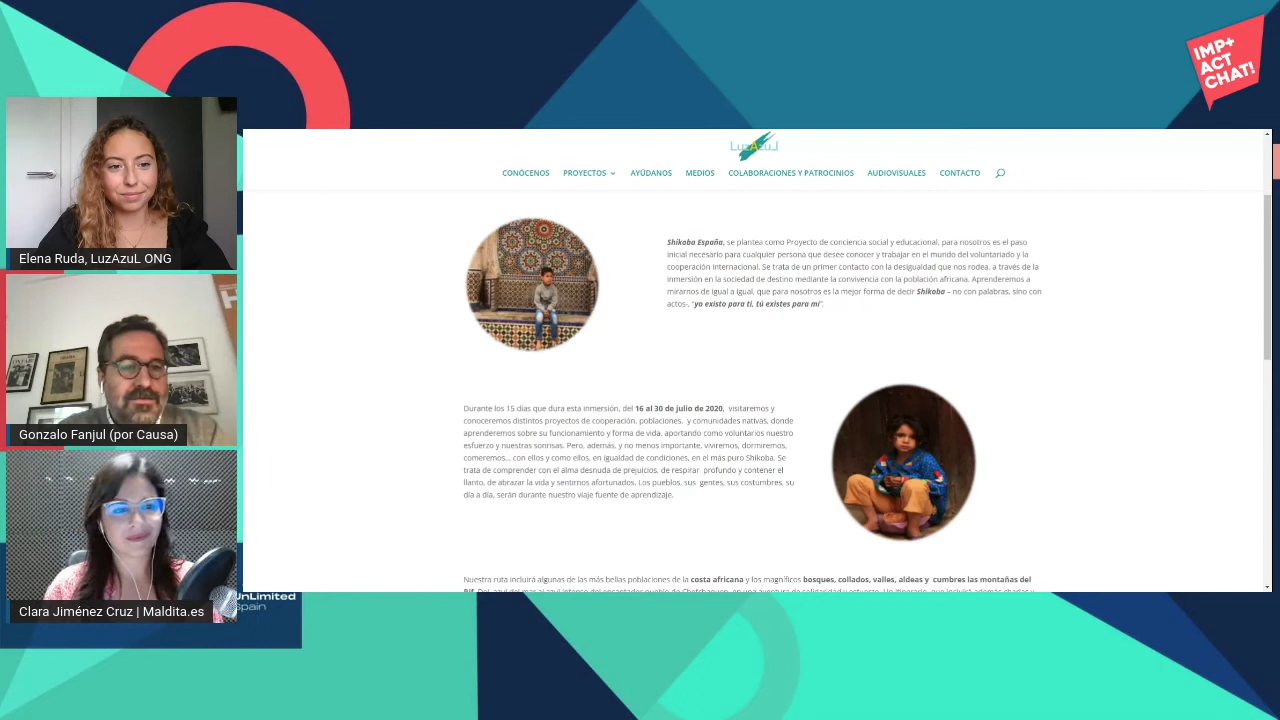 IMP+
ACT
CHAT!
LuzAzuL
CONÓCENOS PROYECTOS AYÚDANOS MEDIOS COLABORACIONES Y PATROCINIOS AUDIOVISUALES CONTACTO
Shikoba España, se plantea como Proyecto de conciencia social y educacional, para nosotros es el paso
inicial necesario para cualquier persona que desee conocer y trabajar en el mundo del voluntariado y la
cooperación internacional. Se trata de un primer contacto con la desigualdad que nos rodea, a través de la
inmersión en la sociedad de destino mediante la convivencia con la población africana. Aprenderemos a
mirarnos de igual a igual, que para nosotros es la mejor forma de decir Shikoba – no con palabras, sino con
actos-, "yo existo para ti, tú existes para mí".
Durante los 15 días que dura esta inmersión, del 16 al 30 de julio de 2020, visitaremos y
conoceremos distintos proyectos de cooperación, poblaciones, y comunidades nativas, donde
aprenderemos sobre su funcionamiento y forma de vida, aportando como voluntarios nuestro
esfuerzo y nuestras sonrisas. Pero, además, y no menos importante, viviremos, dormiremos,
comeremos... con ellos y como ellos, en igualdad de condiciones, en el más puro Shikoba. Se
trata de comprender con el alma desnuda de prejuicios, de respirar profundo y contener el
llanto, de abrazar la vida y sentirnos afortunados. Los pueblos, sus gentes, sus costumbres, su
día a día, serán durante nuestro viaje fuente de aprendizaje.
Nuestra ruta incluirá algunas de las más bellas poblaciones de la costa africana y los magníficos bosques, collados, valles, aldeas y cumbres las montañas del
Elena Ruda, LuzAzuL ONG
Gonzalo Fanjul (por Causa)
Clara Jiménez Cruz | Maldita.es
UnLimited
Spain